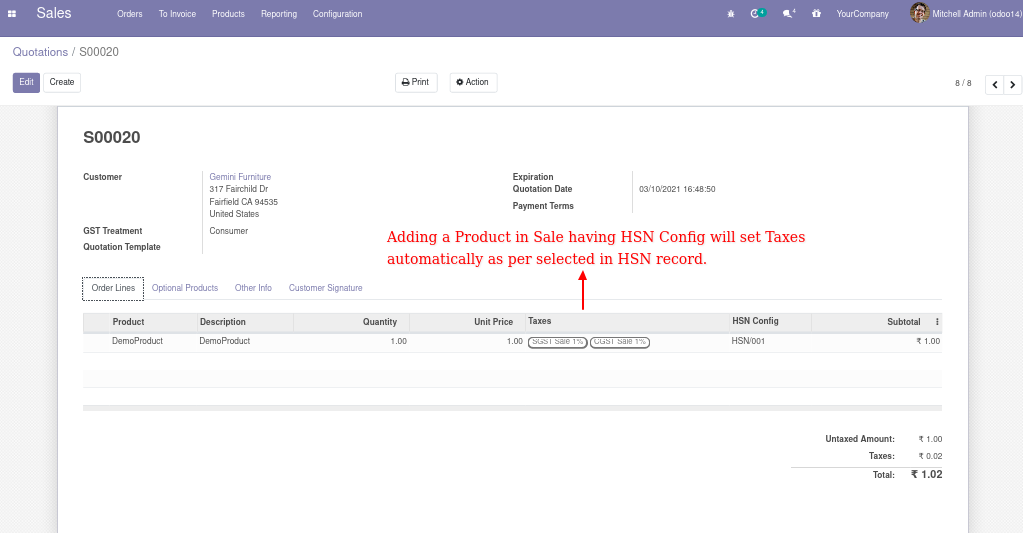 Sales Orders To Invoice Products Reporting Configuration 4 4 YourCompany Mitchell Admin (odoo14)
Quotations / S00020
Edit Create Print Action 8 / 8
S00020
Customer Gemini Furniture Expiration
317 Fairchild Dr Quotation Date 03/10/2021 16:48:50
Fairfield CA 94535 Payment Terms
United States
GST Treatment Consumer
Quotation Template
Adding a Product in Sale having HSN Config will set Taxes
automatically as per selected in HSN record.
Order Lines Optional Products Other Info Customer Signature
Product Description Quantity Unit Price Taxes HSN Config Subtotal
DemoProduct DemoProduct 1.00 1.00 SGST Sale 1% CGST Sale 1% HSN/001 ₹ 1.00
Untaxed Amount: ₹ 1.00
Taxes: ₹ 0.02
Total: ₹ 1.02